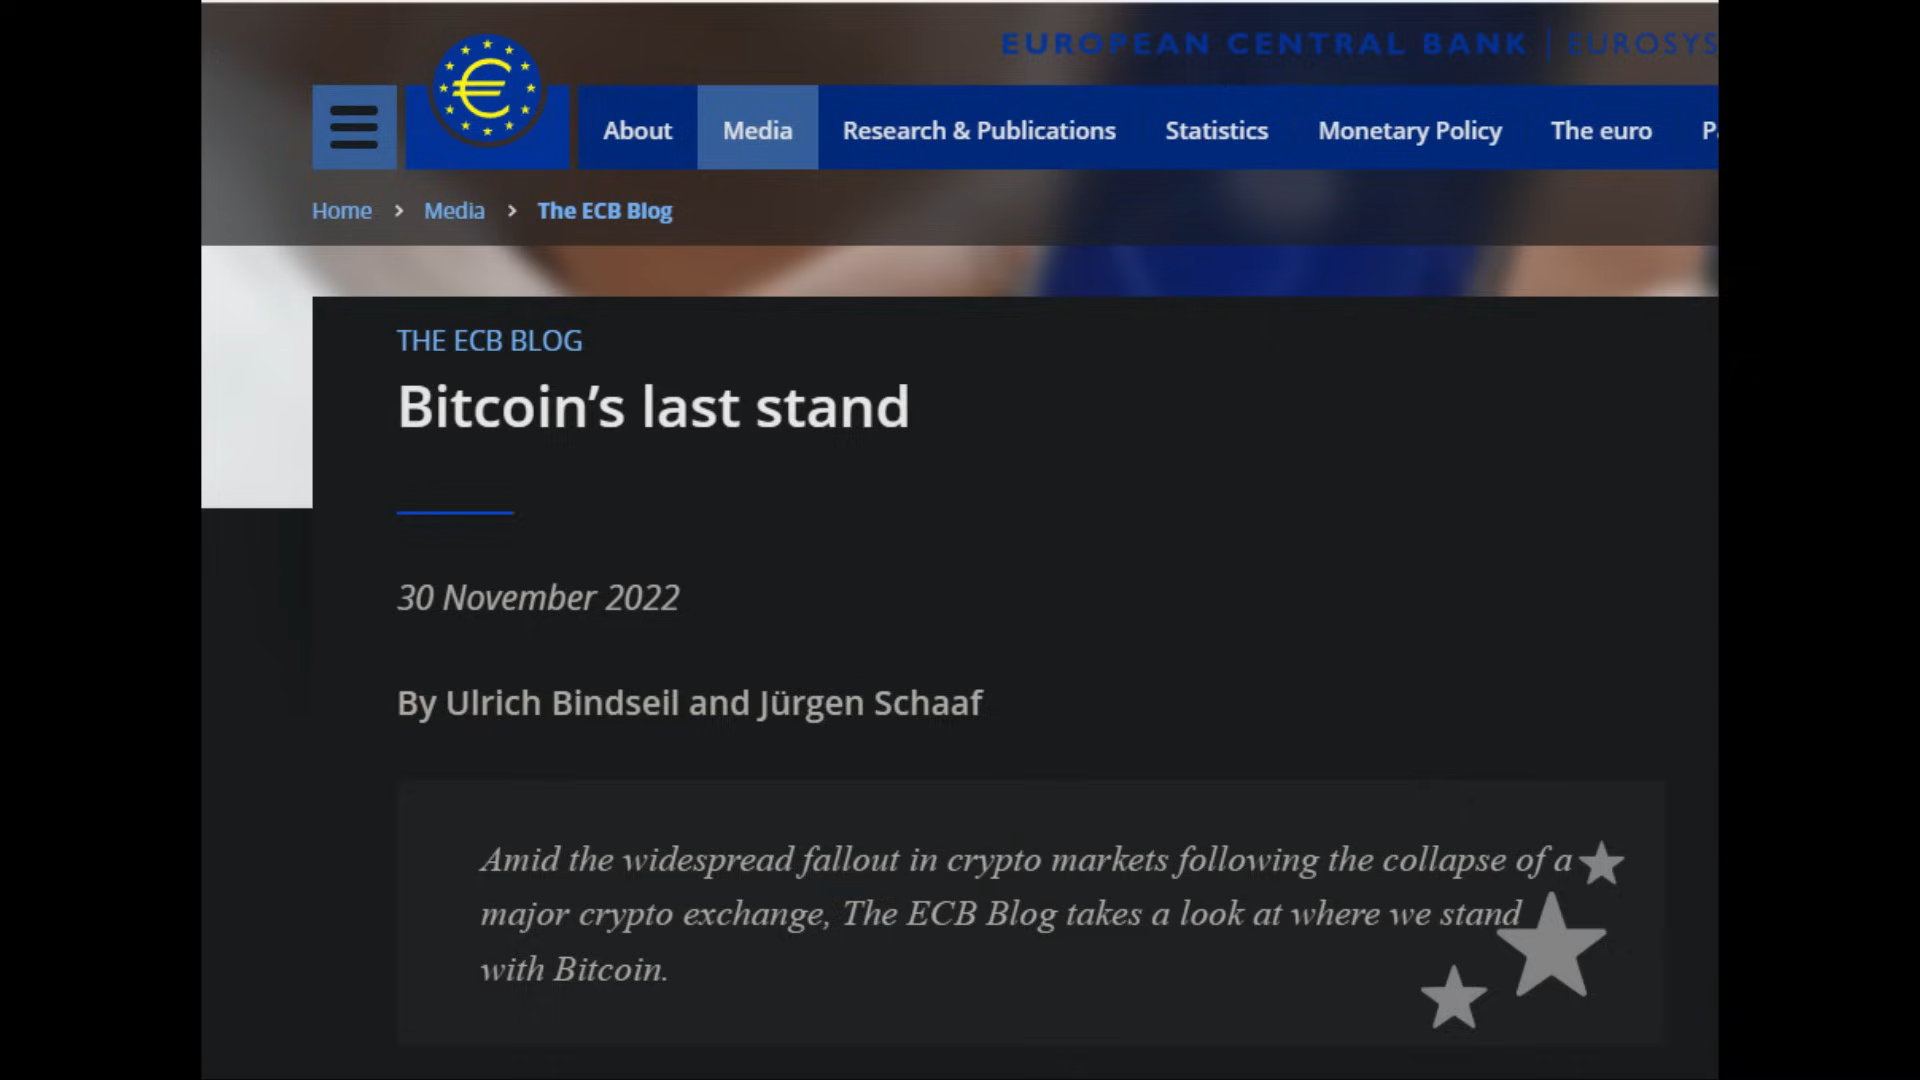 EUROPEAN CENTRAL BANK | EUROSYS
€
About Media Research & Publications Statistics Monetary Policy The euro
Home > Media > The ECB Blog
THE ECB BLOG
Bitcoin’s last stand
30 November 2022
By Ulrich Bindseil and Jürgen Schaaf
Amid the widespread fallout in crypto markets following the collapse of a
major crypto exchange, The ECB Blog takes a look at where we stand
with Bitcoin.